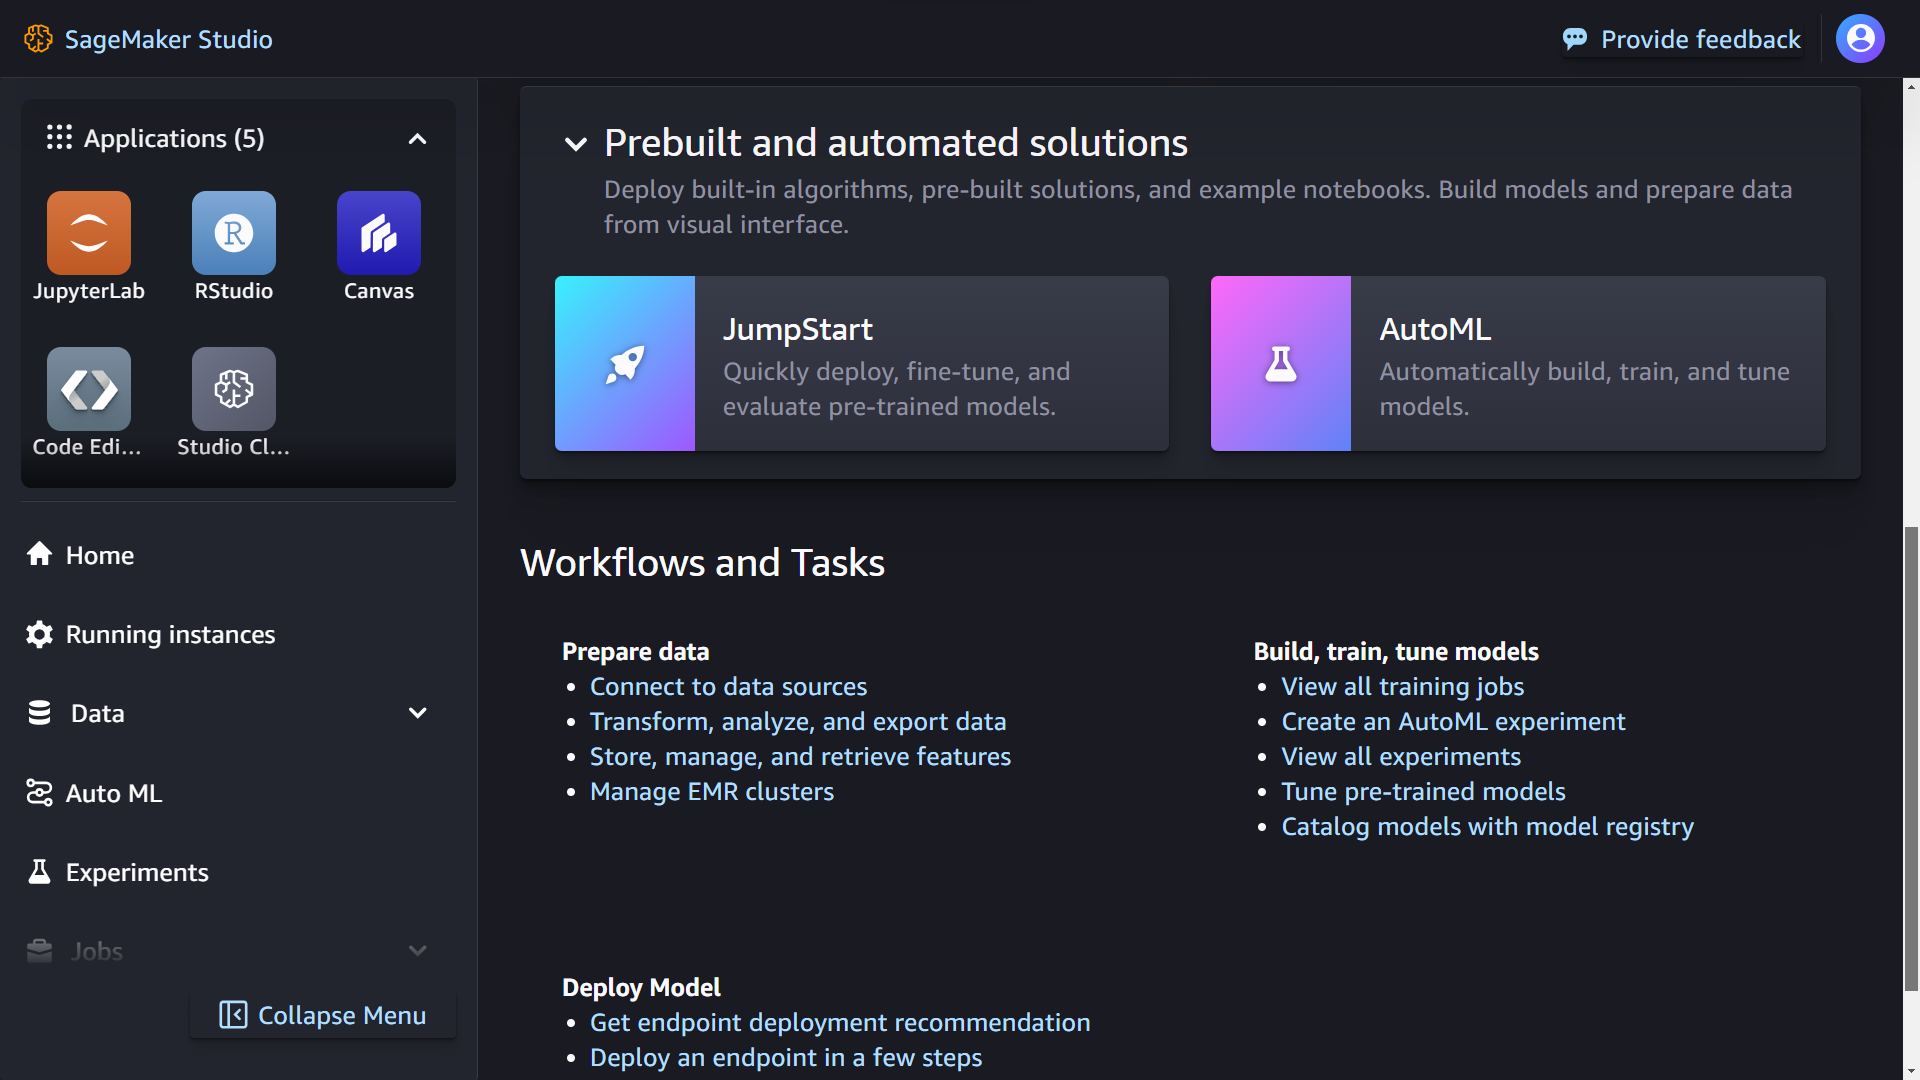 SageMaker Studio
Provide feedback
Applications (5)
JupyterLab
RStudio
Canvas
Code Edi...
Studio Cl...
Home
Running instances
Data
Auto ML
Experiments
Jobs
Collapse Menu
Prebuilt and automated solutions
Deploy built-in algorithms, pre-built solutions, and example notebooks. Build models and prepare data
from visual interface.
JumpStart
Quickly deploy, fine-tune, and
evaluate pre-trained models.
AutoML
Automatically build, train, and tune
models.
Workflows and Tasks
Prepare data
• Connect to data sources
• Transform, analyze, and export data
• Store, manage, and retrieve features
• Manage EMR clusters
Build, train, tune models
• View all training jobs
• Create an AutoML experiment
• View all experiments
• Tune pre-trained models
• Catalog models with model registry
Deploy Model
• Get endpoint deployment recommendation
• Deploy an endpoint in a few steps